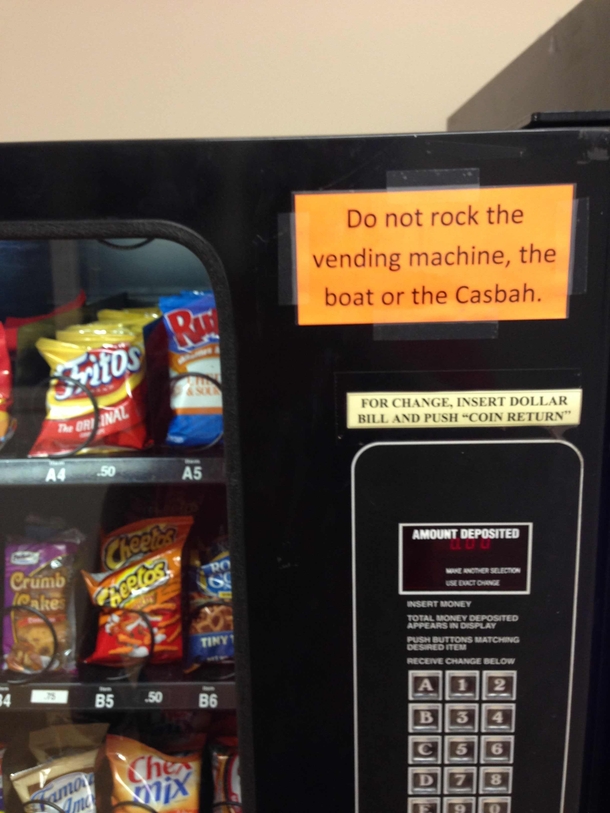 Do not rock the
vending machine, the
boat or the Casbah.
FOR CHANGE, INSERT DOLLAR
BILL AND PUSH "COIN RETURN"
Fritos
The ORIGINAL
A4 .50 A5
AMOUNT DEPOSITED
MAKE ANOTHER SELECTION
USE EXACT CHANGE
INSERT MONEY
TOTAL MONEY DEPOSITED
APPEARS IN DISPLAY
PUSH BUTTONS MATCHING
DESIRED ITEM
RECEIVE CHANGE BELOW
Cheetos
Cheetos
Crumb
Cakes
TINY
.75 B5 .50 B6
A 1 2
B 3 4
C 5 6
D 7 8
E 9 0
Famous
Chex
mix